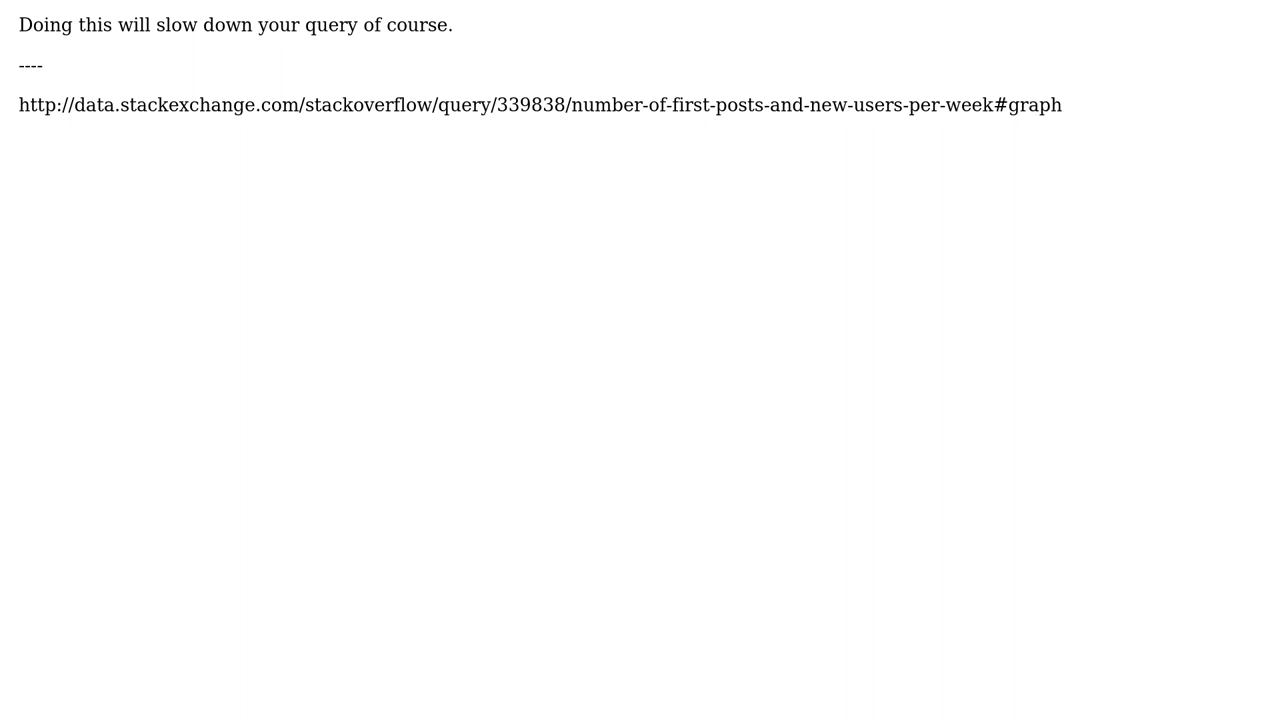 Doing this will slow down your query of course.
----
http://data.stackexchange.com/stackoverflow/query/339838/number-of-first-posts-and-new-users-per-week#graph